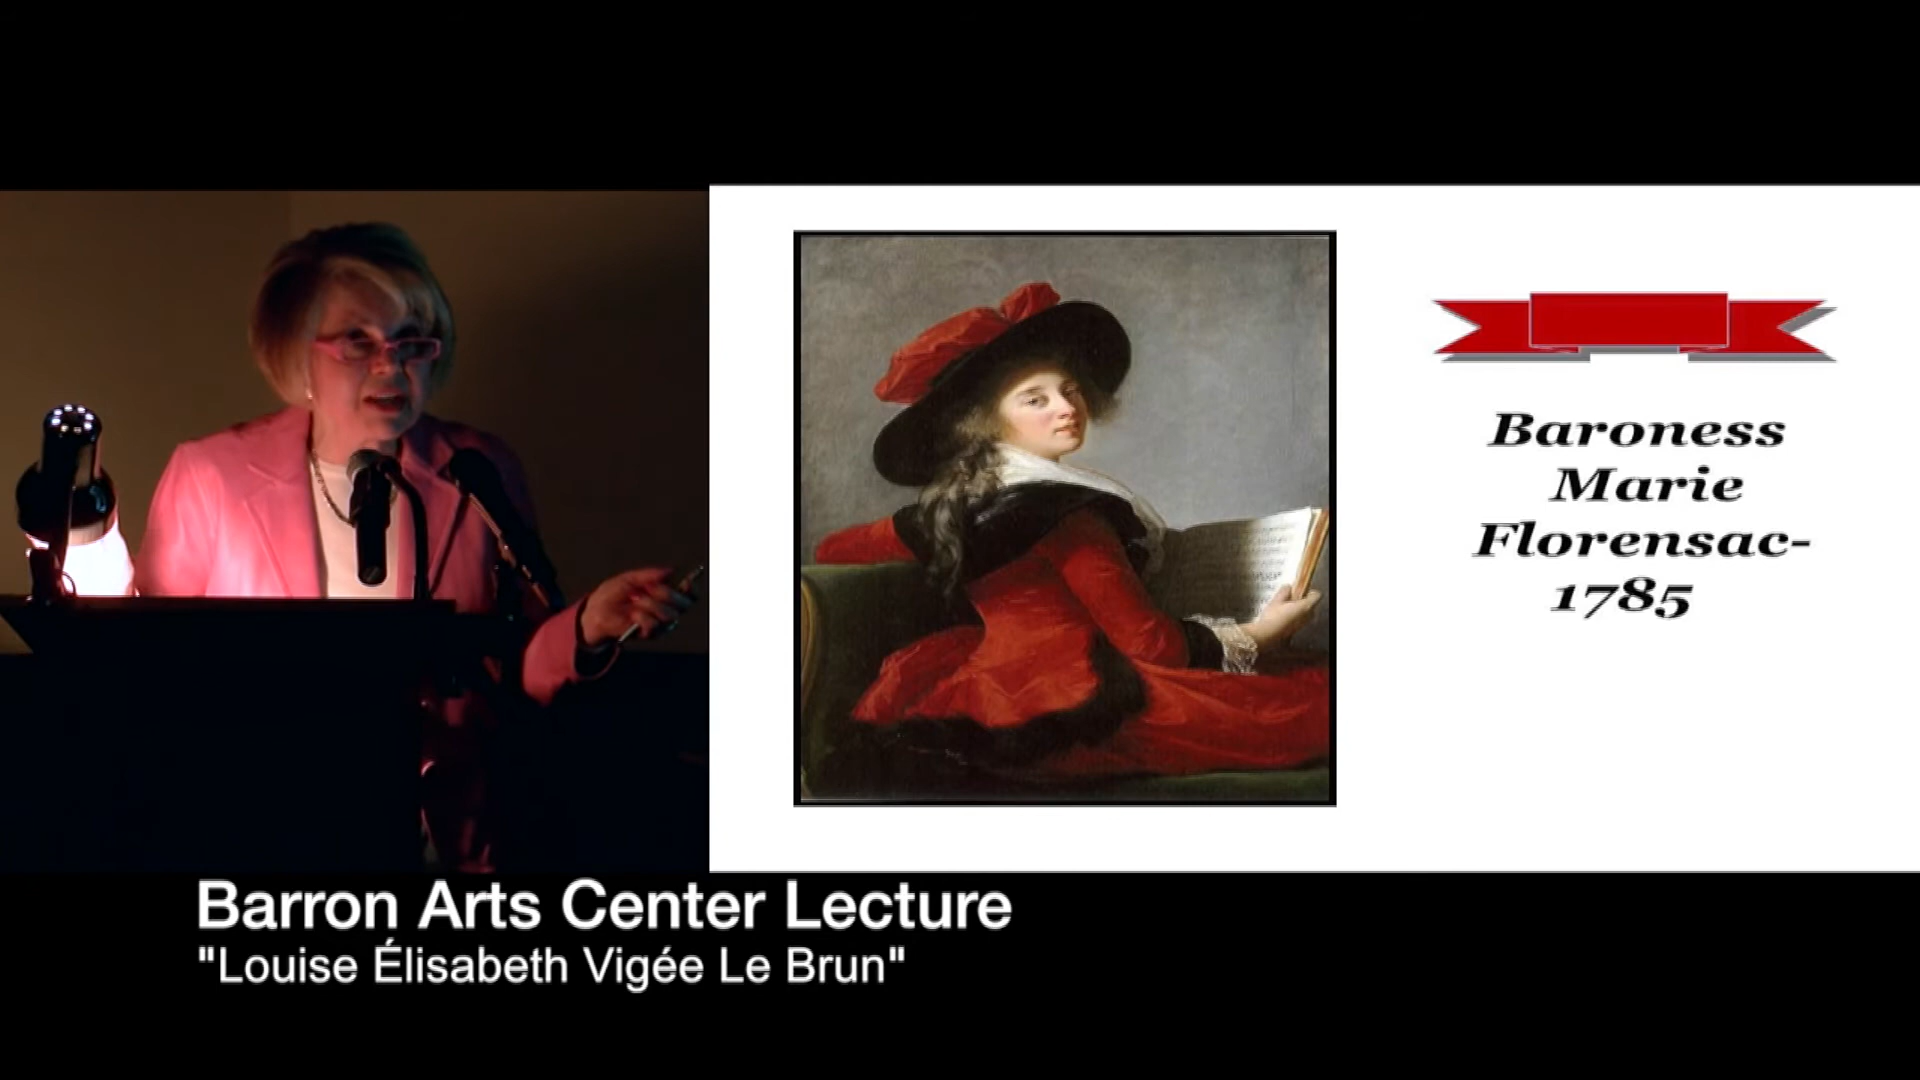 Baroness
Marie
Florensac-
1785
Barron Arts Center Lecture
"Louise Élisabeth Vigée Le Brun"